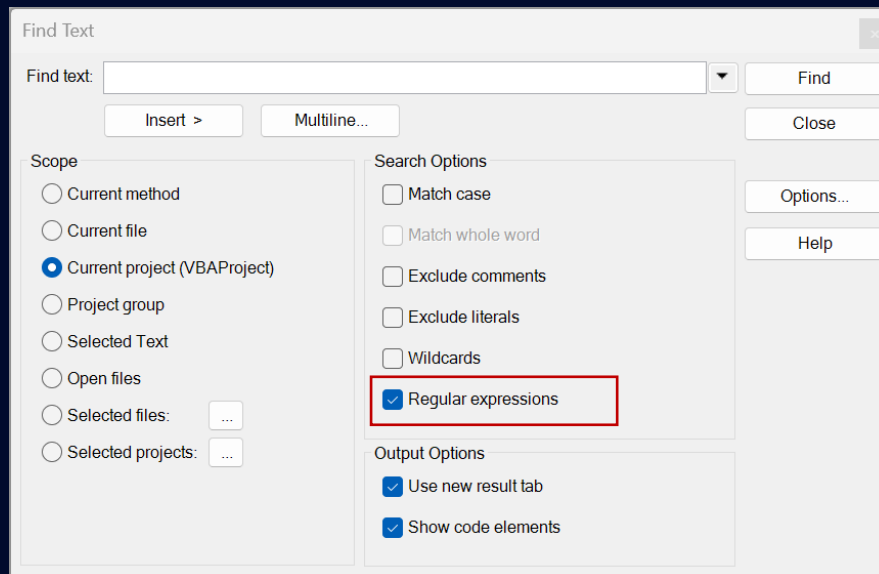 Find Text
Find text:
Find
Insert >
Multiline...
Close
Scope
Search Options
Current method
Match case
Options...
Current file
Match whole word
Help
Current project (VBAProject)
Exclude comments
Project group
Exclude literals
Selected Text
Wildcards
Open files
Regular expressions
Selected files:
...
Selected projects:
...
Output Options
Use new result tab
Show code elements